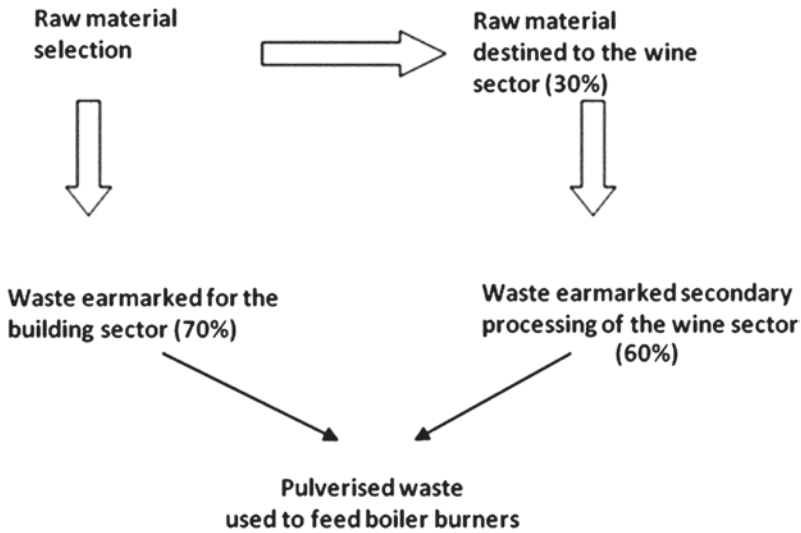 Raw material
selection
Raw material
destined to the wine
sector (30%)
Waste earmarked for the
building sector (70%)
Waste earmarked secondary
processing of the wine sector
(60%)
Pulverised waste
used to feed boiler burners